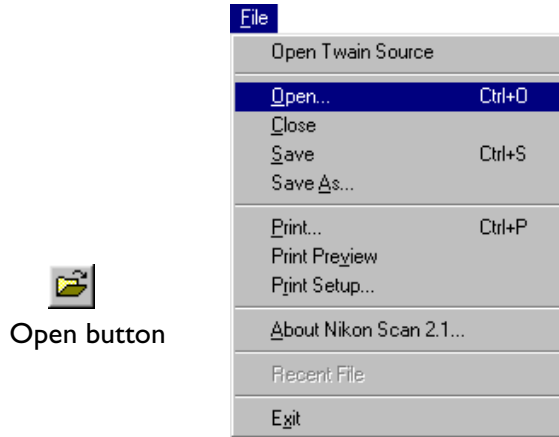 File
Open Twain Source
Open... Ctrl+O
Close
Save Ctrl+S
Save As...
Print... Ctrl+P
Print Preview
Print Setup...
About Nikon Scan 2.1...
Recent File
Exit
Open button